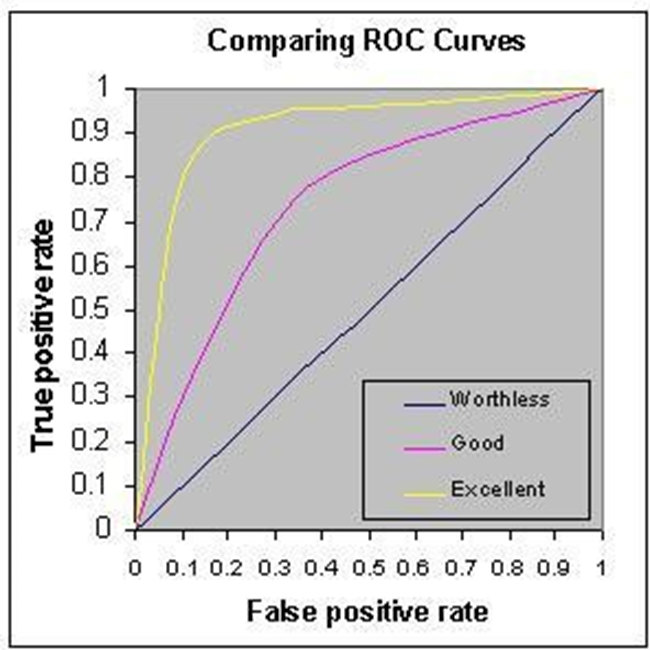 Comparing ROC Curves
True positive rate
1
0.9
0.8
0.7
0.6
0.5
0.4
0.3
0.2
0.1
0
Worthless
Good
Excellent
0 0.1 0.2 0.3 0.4 0.5 0.6 0.7 0.8 0.9 1
False positive rate